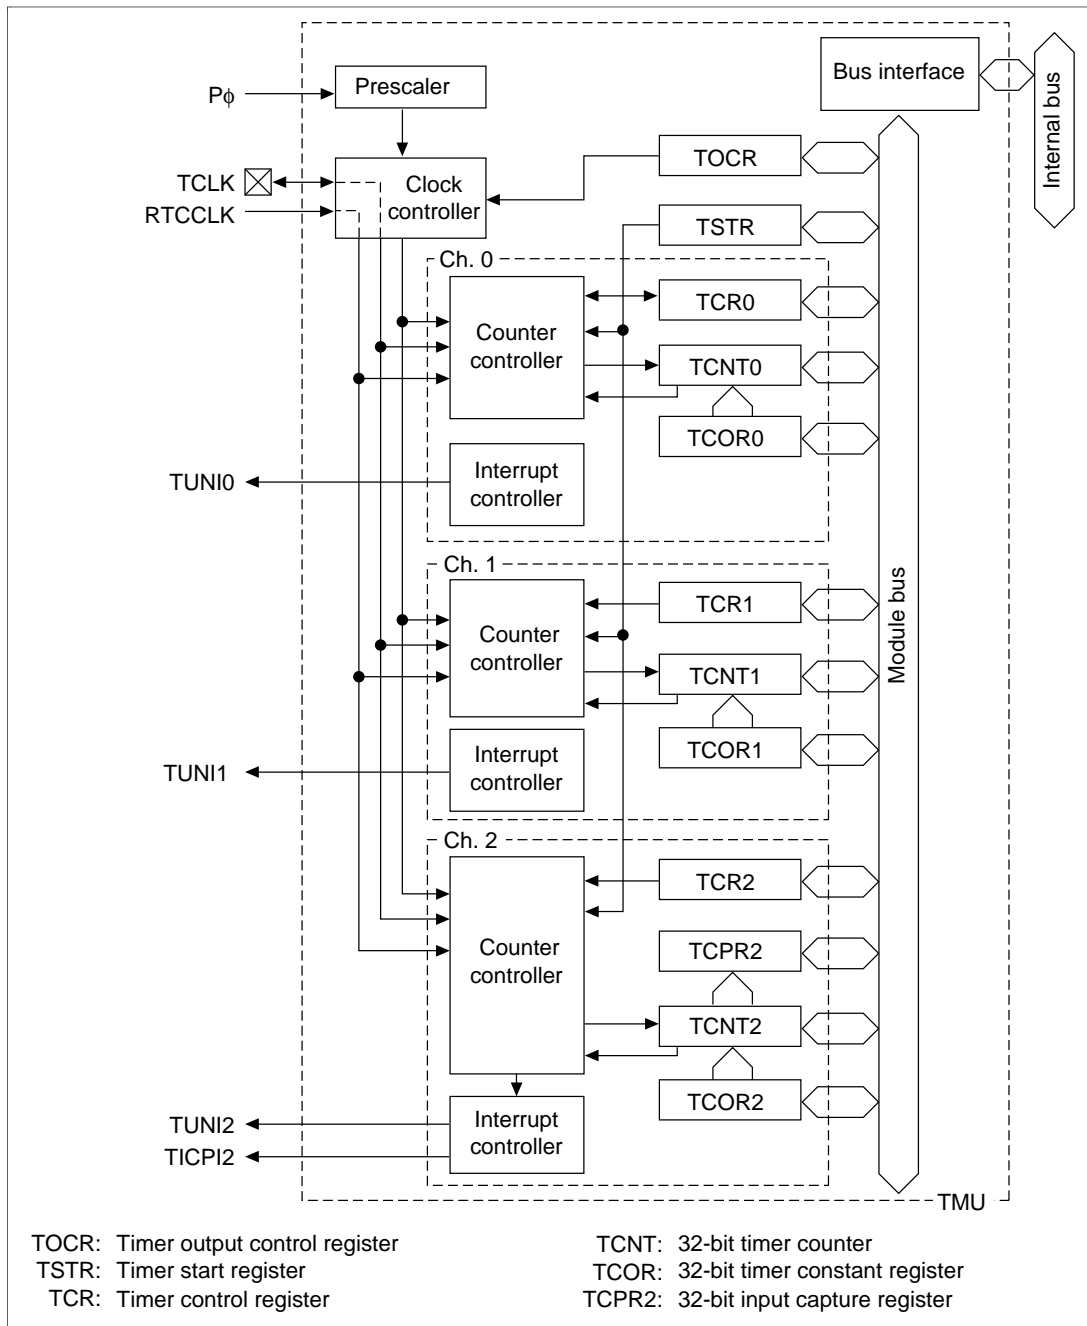 Bus interface
Internal bus
Prescaler
Pϕ
TOCR
TCLK
Clock
controller
RTCCLK
TSTR
Ch. 0
Counter
controller
TCR0
TCNT0
TCOR0
Interrupt
controller
TUNI0
Module bus
Ch. 1
Counter
controller
TCR1
TCNT1
TCOR1
Interrupt
controller
TUNI1
Ch. 2
Counter
controller
TCR2
TCPR2
TCNT2
TCOR2
Interrupt
controller
TUNI2
TICPI2
TMU
TOCR: Timer output control register
TSTR: Timer start register
TCR: Timer control register
TCNT: 32-bit timer counter
TCOR: 32-bit timer constant register
TCPR2: 32-bit input capture register